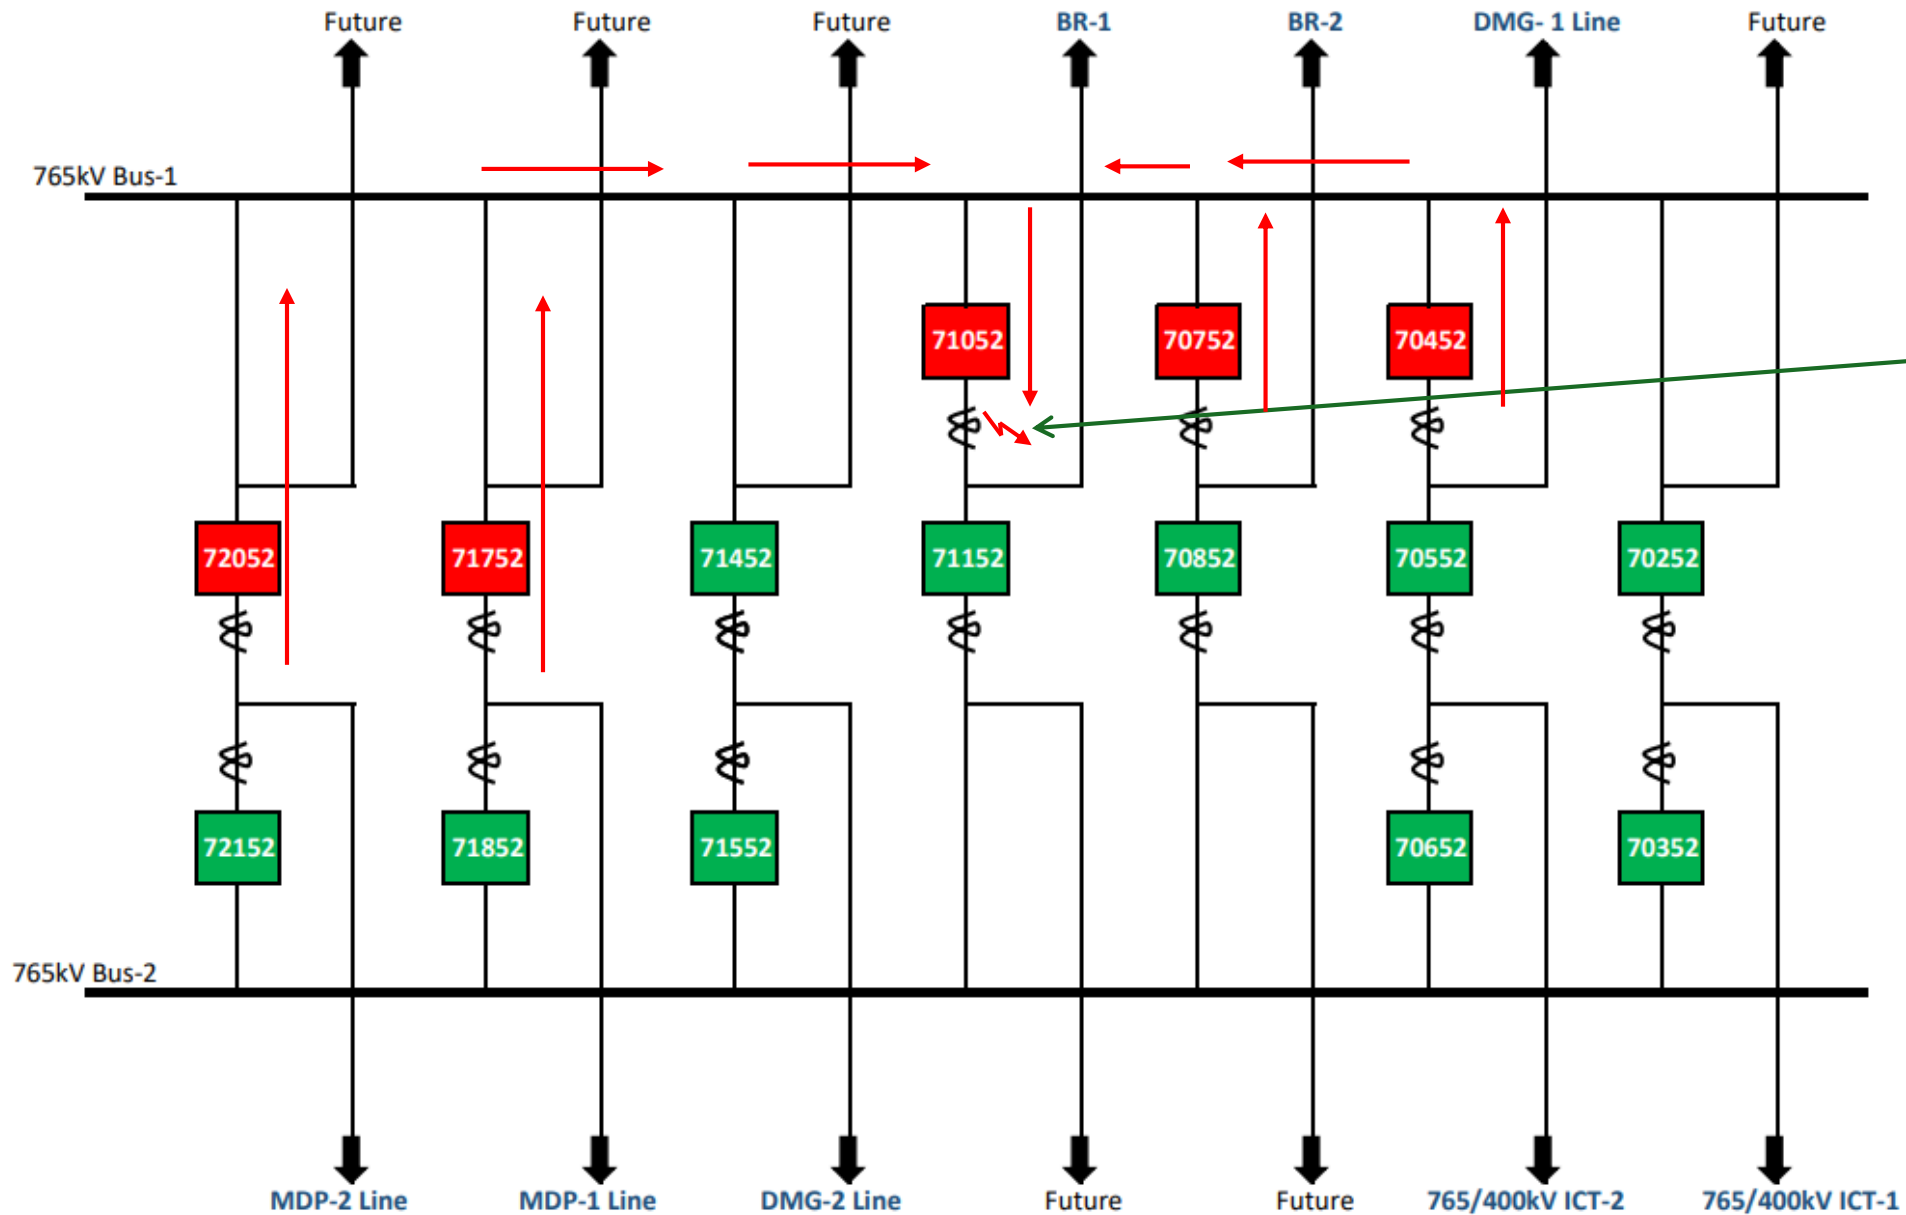 Future
Future
Future
BR-1
BR-2
DMG- 1 Line
Future
765kV Bus-1
71052
70752
70452
72052
71752
71452
71152
70852
70552
70252
72152
71852
71552
70652
70352
765kV Bus-2
MDP-2 Line
MDP-1 Line
DMG-2 Line
Future
Future
765/400kV ICT-2
765/400kV ICT-1